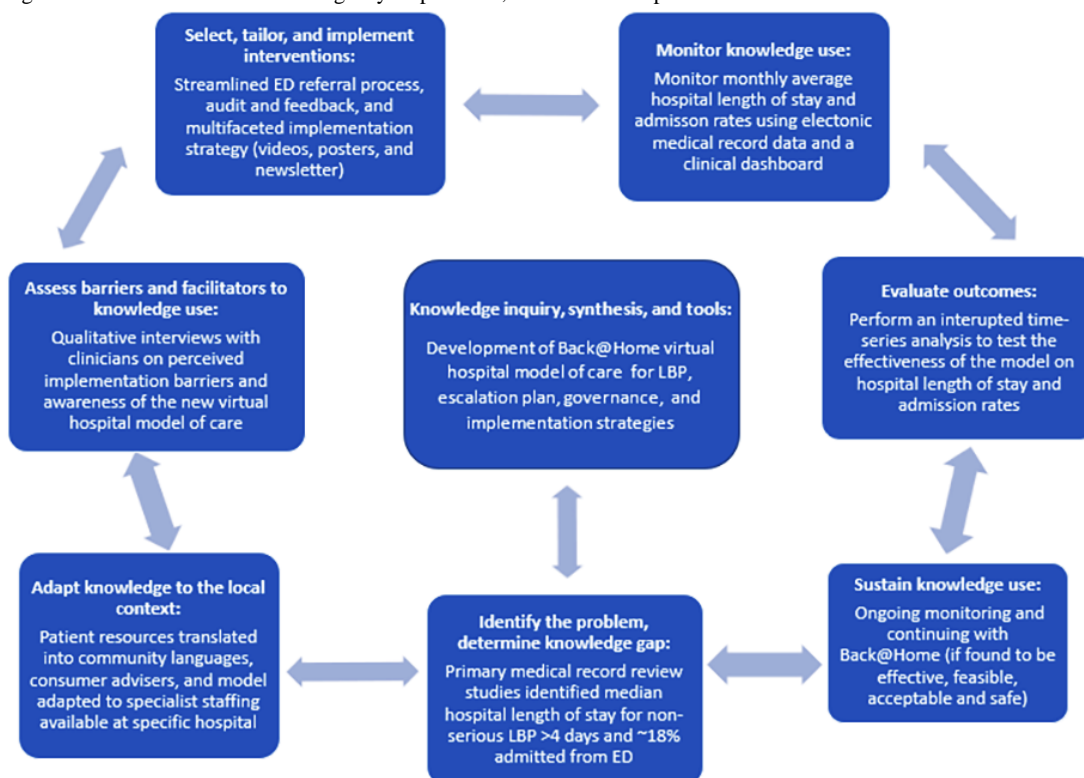 Select, tailor, and implement
interventions:
Streamlined ED referral process,
audit and feedback, and
multifaceted implementation
strategy (videos, posters, and
newsletter)
Monitor knowledge use:
Monitor monthly average
hospital length of stay and
admisson rates using electonic
medical record data and a
clinical dashboard
Assess barriers and facilitators to
knowledge use:
Qualitative interviews with
clinicians on perceived
implementation barriers and
awareness of the new virtual
hospital model of care
Knowledge inquiry, synthesis, and tools:
Development of Back@Home virtual
hospital model of care for LBP,
escalation plan, governance, and
implementation strategies
Evaluate outcomes:
Perform an interupted time-
series analysis to test the
effectiveness of the model on
hospital length of stay and
admission rates
Adapt knowledge to the local
context:
Patient resources translated
into community languages,
consumer advisers, and model
adapted to specialist staffing
available at specific hospital
Identify the problem,
determine knowledge gap:
Primary medical record review
studies identified median
hospital length of stay for non-
serious LBP >4 days and ~18%
admitted from ED
Sustain knowledge use:
Ongoing monitoring and
continuing with
Back@Home (if found to be
effective, feasible,
acceptable and safe)